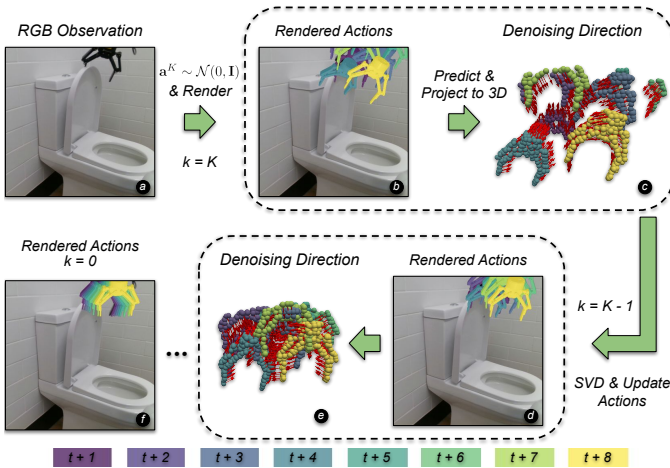 RGB Observation
a
𝐚^K ∼ 𝒩(0, 𝐈)
& Render
k = K
Rendered Actions
b
Predict &
Project to 3D
Denoising Direction
c
k = K - 1
SVD & Update
Actions
Rendered Actions
d
Denoising Direction
e
...
Rendered Actions
k = 0
f
t + 1
t + 2
t + 3
t + 4
t + 5
t + 6
t + 7
t + 8